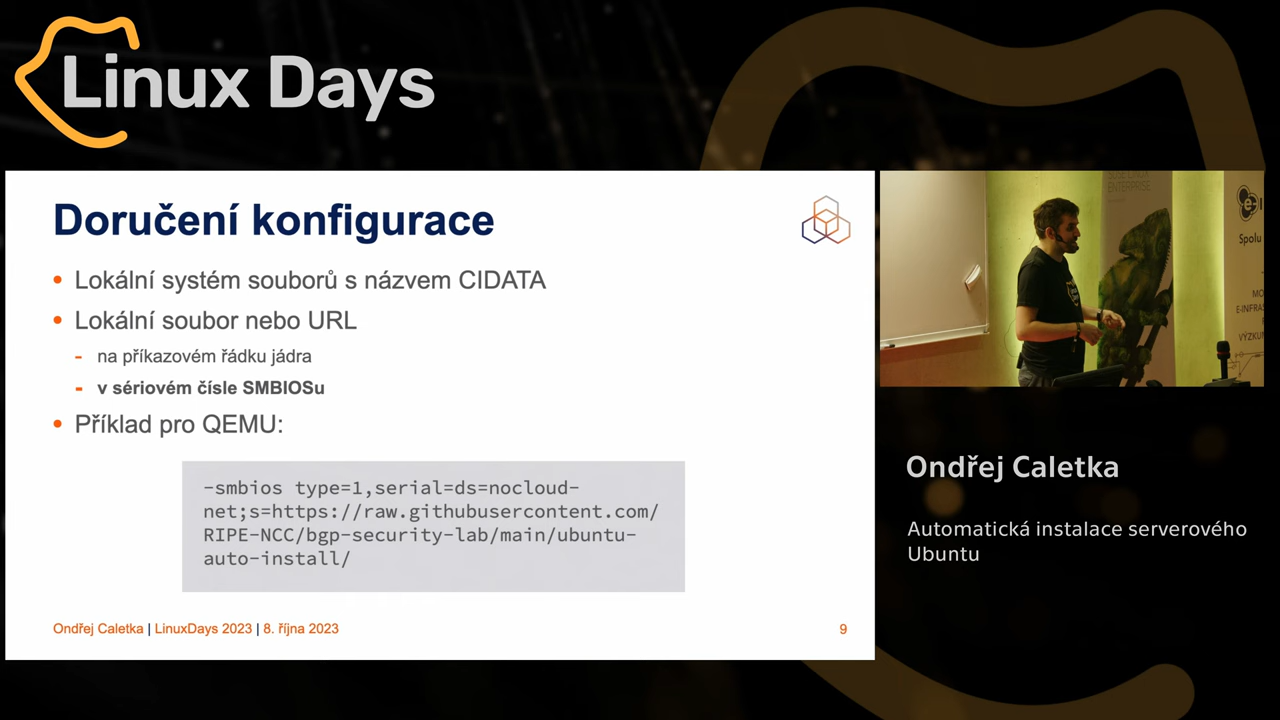 Linux Days
Doručení konfigurace
• Lokální systém souborů s názvem CIDATA
• Lokální soubor nebo URL
- na příkazovém řádku jádra
- v sériovém čísle SMBIOSu
• Příklad pro QEMU:
-smbios type=1,serial=ds=nocloud-
net;s=https://raw.githubusercontent.com/
RIPE-NCC/bgp-security-lab/main/ubuntu-
auto-install/
Ondřej Caletka | LinuxDays 2023 | 8. října 2023
9
SUSE LINUX
ENTERPRISE
Spolu
Ondřej Caletka
Automatická instalace serverového
Ubuntu